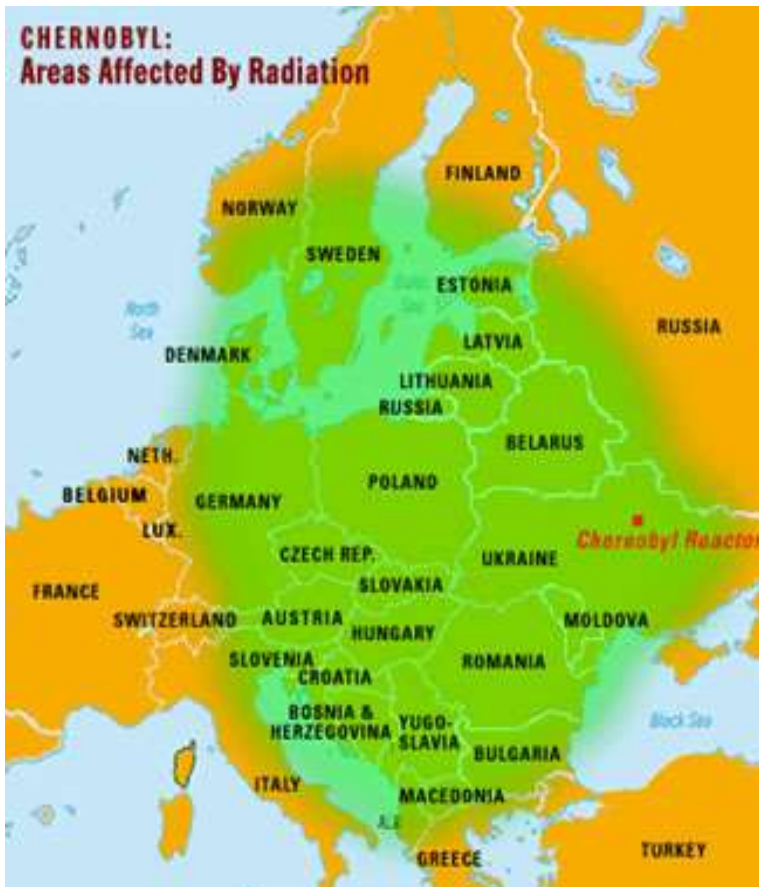 CHERNOBYL:
Areas Affected By Radiation
FINLAND
NORWAY
SWEDEN
Baltic
Sea
ESTONIA
North
Sea
RUSSIA
LATVIA
DENMARK
LITHUANIA
RUSSIA
BELARUS
NETH.
POLAND
BELGIUM
GERMANY
LUX.
Chernobyl Reactor
CZECH REP.
UKRAINE
SLOVAKIA
FRANCE
SWITZERLAND
AUSTRIA
MOLDOVA
HUNGARY
SLOVENIA
ROMANIA
CROATIA
BOSNIA &
HERZEGOVINA
YUGO-
SLAVIA
Black Sea
BULGARIA
ITALY
MACEDONIA
TURKEY
GREECE